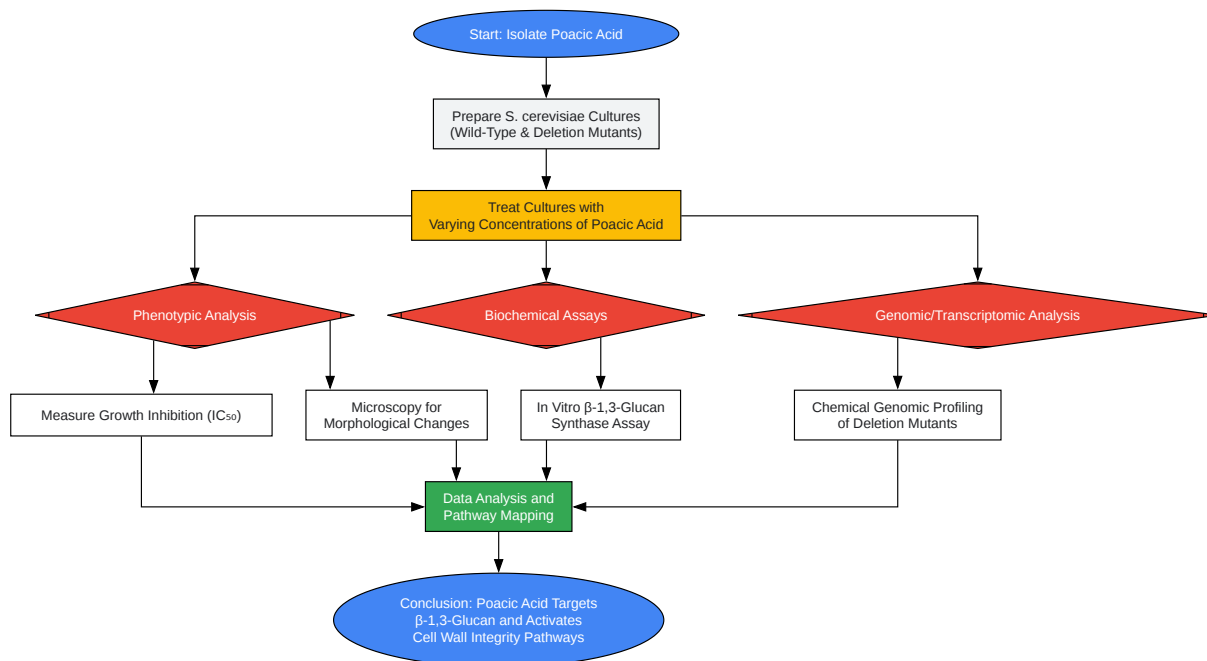 Start: Isolate Poacic Acid
Prepare S. cerevisiae Cultures
(Wild-Type & Deletion Mutants)
Treat Cultures with
Varying Concentrations of Poacic Acid
Phenotypic Analysis
Biochemical Assays
Genomic/Transcriptomic Analysis
Measure Growth Inhibition (IC₅₀)
Microscopy for
Morphological Changes
In Vitro β-1,3-Glucan
Synthase Assay
Chemical Genomic Profiling
of Deletion Mutants
Data Analysis and
Pathway Mapping
Conclusion: Poacic Acid Targets
β-1,3-Glucan and Activates
Cell Wall Integrity Pathways